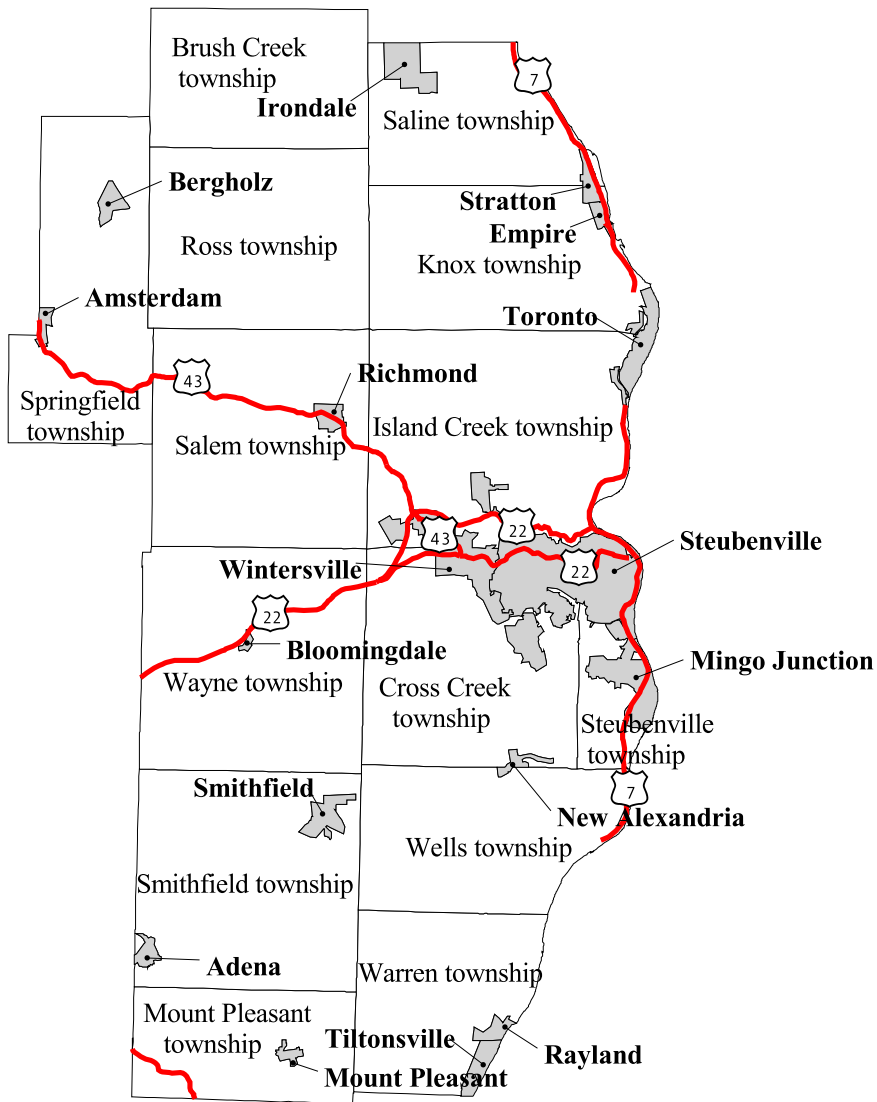 Brush Creek
township
Irondale
7
Saline township
Bergholz
Stratton
Empire
Ross township
Knox township
Amsterdam
Toronto
43
Richmond
Springfield
township
Island Creek township
Salem township
22
43
Steubenville
Wintersville
22
22
Bloomingdale
Mingo Junction
Wayne township
Cross Creek
township
Steubenville
township
Smithfield
7
New Alexandria
Wells township
Smithfield township
Adena
Warren township
Mount Pleasant
township
Tiltonsville
Rayland
Mount Pleasant